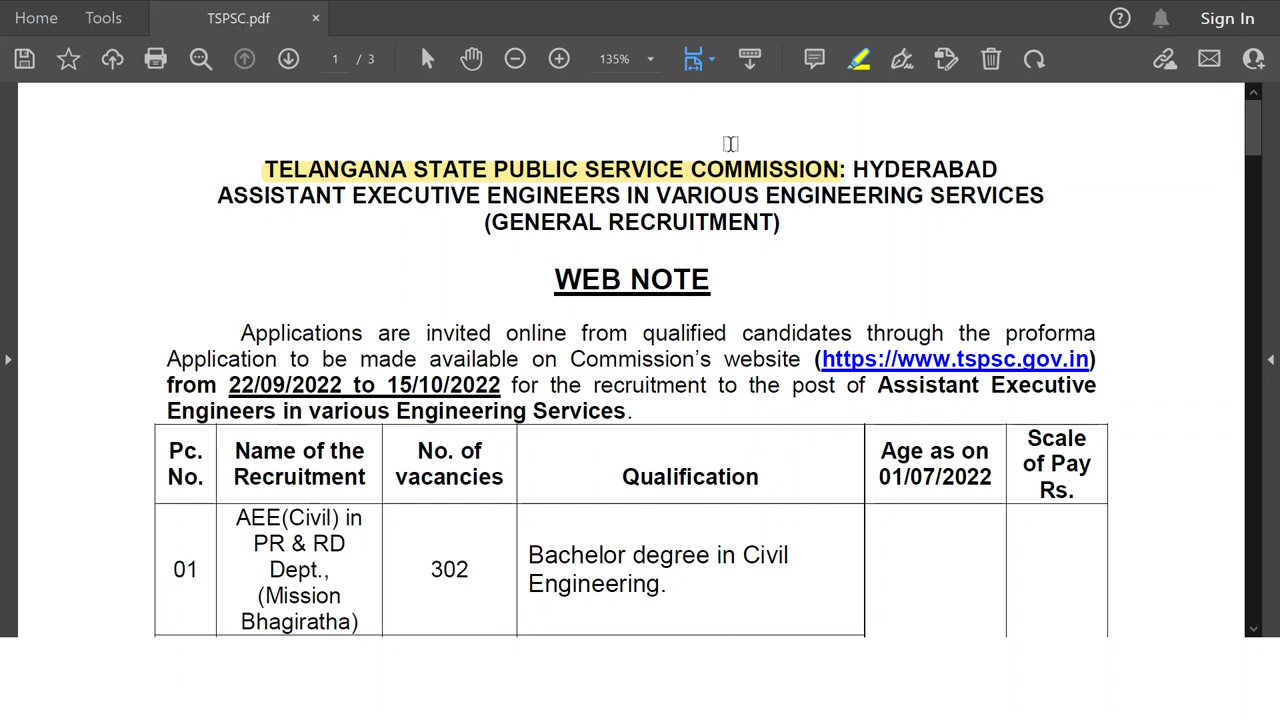 Home Tools TSPSC.pdf × ? Sign In
1 / 3 135%
TELANGANA STATE PUBLIC SERVICE COMMISSION: HYDERABAD
ASSISTANT EXECUTIVE ENGINEERS IN VARIOUS ENGINEERING SERVICES
(GENERAL RECRUITMENT)
WEB NOTE
Applications are invited online from qualified candidates through the proforma
Application to be made available on Commission's website (https://www.tspsc.gov.in)
from 22/09/2022 to 15/10/2022 for the recruitment to the post of Assistant Executive
Engineers in various Engineering Services.
Pc.
No.
Name of the
Recruitment
No. of
vacancies
Qualification
Age as on
01/07/2022
Scale
of Pay
Rs.
01
AEE(Civil) in
PR & RD
Dept.,
(Mission
Bhagiratha)
302
Bachelor degree in Civil
Engineering.